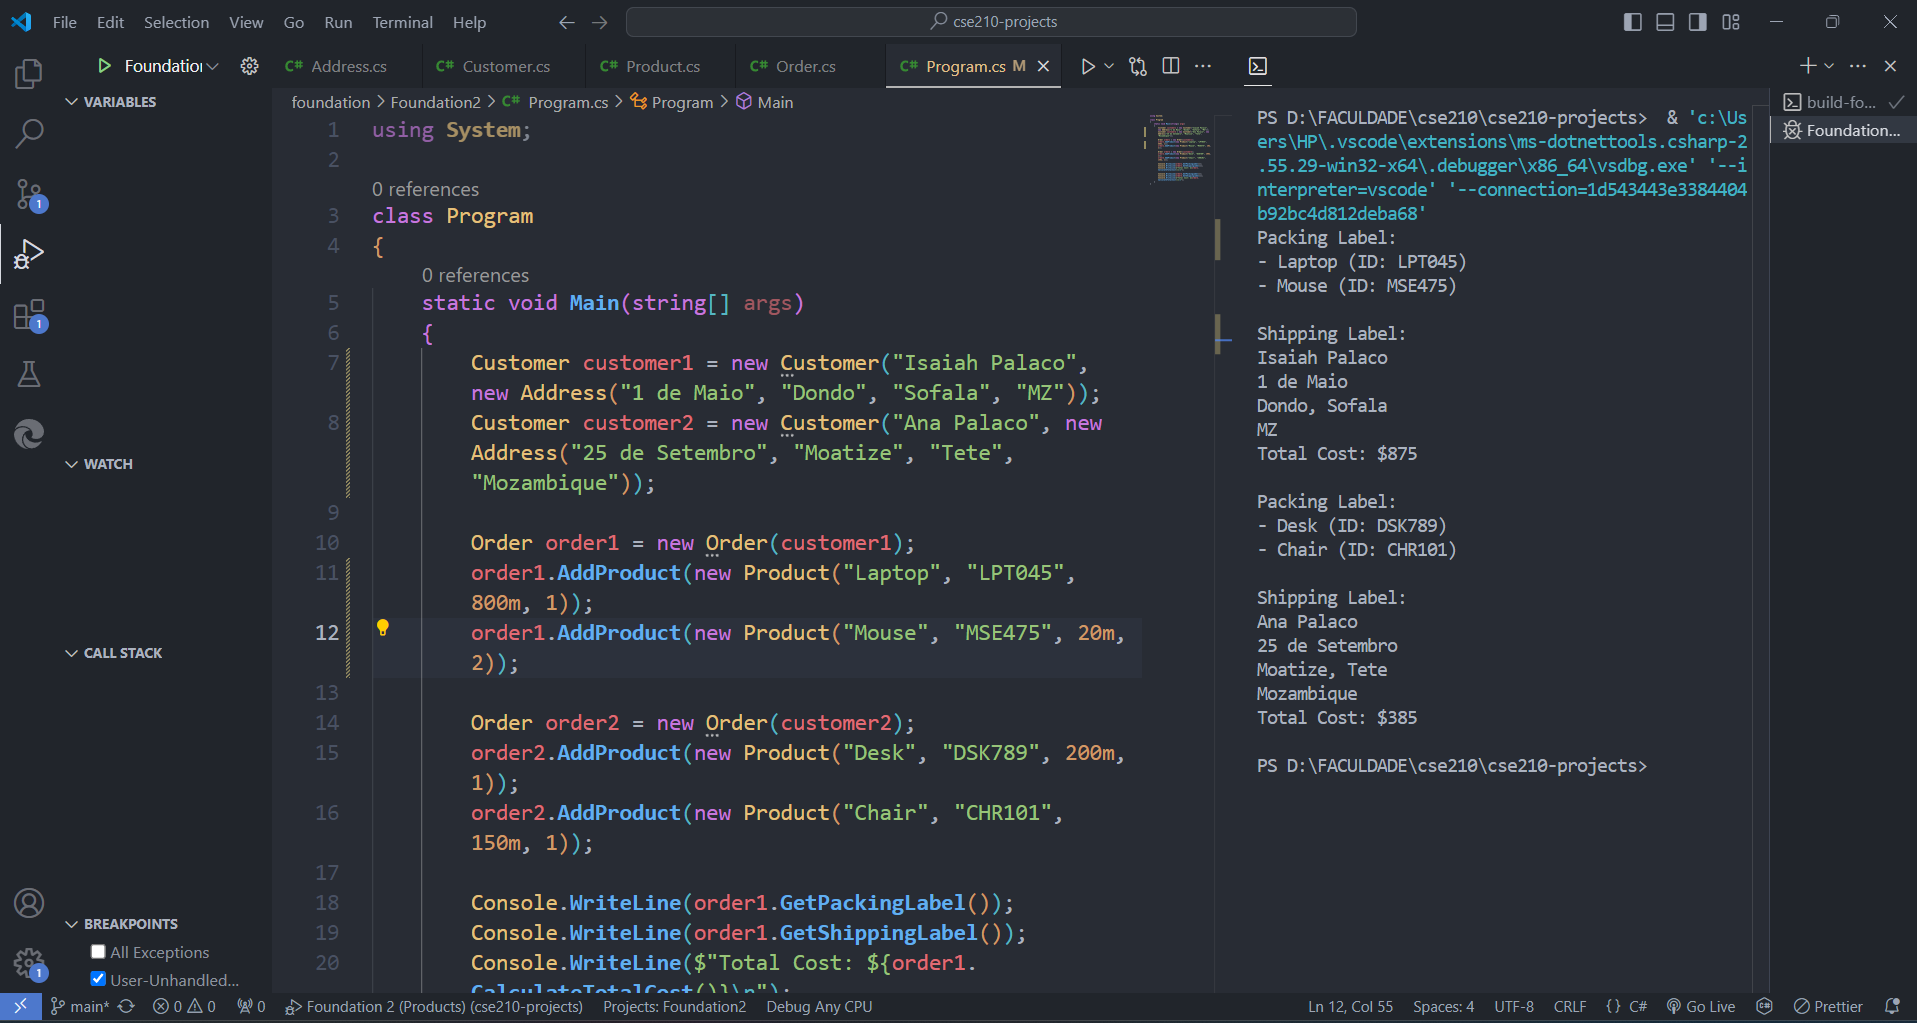 File Edit Selection View Go Run Terminal Help
cse210-projects
Foundation
Address.cs Customer.cs Product.cs Order.cs Program.cs M
VARIABLES
WATCH
CALL STACK
BREAKPOINTS
All Exceptions
User-Unhandled...
1
1
1
foundation > Foundation2 > Program.cs > Program > Main
1 using System;
2
0 references
3 class Program
4 {
0 references
5 static void Main(string[] args)
6 {
7 Customer customer1 = new Customer("Isaiah Palaco",
new Address("1 de Maio", "Dondo", "Sofala", "MZ"));
8 Customer customer2 = new Customer("Ana Palaco", new
Address("25 de Setembro", "Moatize", "Tete",
"Mozambique"));
9
10 Order order1 = new Order(customer1);
11 order1.AddProduct(new Product("Laptop", "LPT045",
800m, 1));
12 order1.AddProduct(new Product("Mouse", "MSE475", 20m,
2));
13
14 Order order2 = new Order(customer2);
15 order2.AddProduct(new Product("Desk", "DSK789", 200m,
1));
16 order2.AddProduct(new Product("Chair", "CHR101",
150m, 1));
17
18 Console.WriteLine(order1.GetPackingLabel());
19 Console.WriteLine(order1.GetShippingLabel());
20 Console.WriteLine($"Total Cost: ${order1.
CalculateTotalCost()}\n");
PS D:\FACULDADE\cse210\cse210-projects> & 'c:\Us
ers\HP\.vscode\extensions\ms-dotnettools.csharp-2
.55.29-win32-x64\.debugger\x86_64\vsdbg.exe' '--i
nterpreter=vscode' '--connection=1d543443e3384404
b92bc4d812deba68'
Packing Label:
- Laptop (ID: LPT045)
- Mouse (ID: MSE475)
Shipping Label:
Isaiah Palaco
1 de Maio
Dondo, Sofala
MZ
Total Cost: $875
Packing Label:
- Desk (ID: DSK789)
- Chair (ID: CHR101)
Shipping Label:
Ana Palaco
25 de Setembro
Moatize, Tete
Mozambique
Total Cost: $385
PS D:\FACULDADE\cse210\cse210-projects>
build-fo...
Foundation...
main* 0 0 0 Foundation 2 (Products) (cse210-projects) Projects: Foundation2 Debug Any CPU
Ln 12, Col 55 Spaces: 4 UTF-8 CRLF {} C# Go Live Prettier